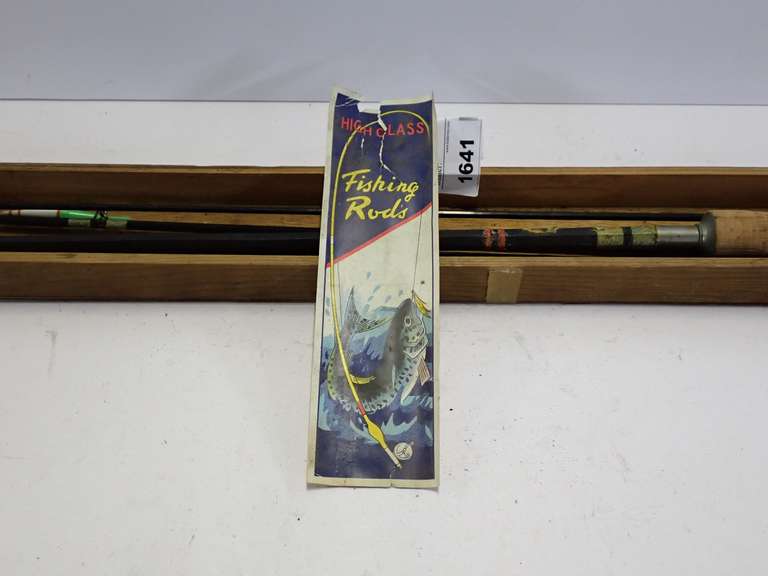 HIGH CLASS
Fishing
Rods
1641